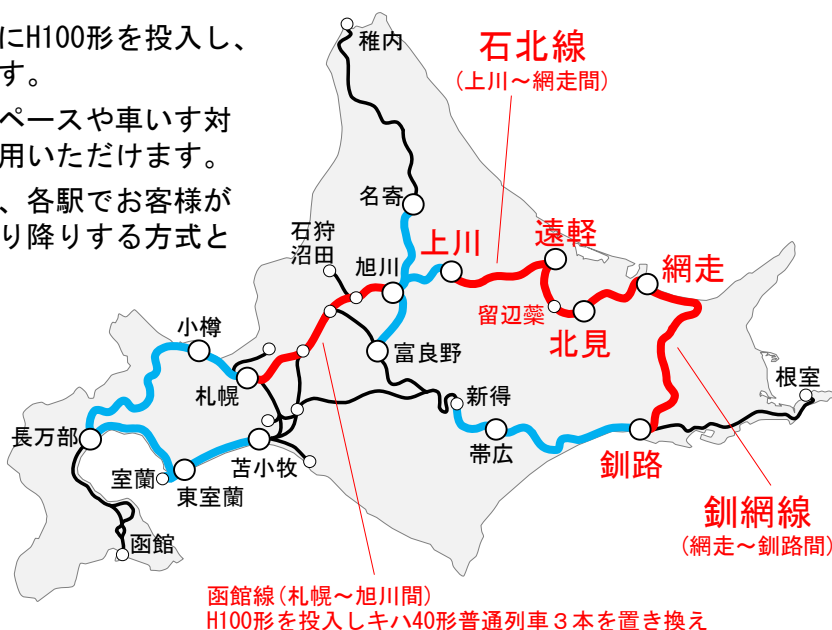 にH100形を投入し、
す。
ペースや車いす対
用いただけます。
、各駅でお客様が
り降りする方式と
稚内
石北線
(上川～網走間)
名寄
石狩
沼田
旭川
上川
遠軽
網走
留辺蘂
北見
小樽
札幌
富良野
新得
根室
長万部
帯広
釧路
室蘭
東室蘭
苫小牧
函館
釧網線
(網走～釧路間)
函館線(札幌～旭川間)
H100形を投入しキハ40形普通列車３本を置き換え